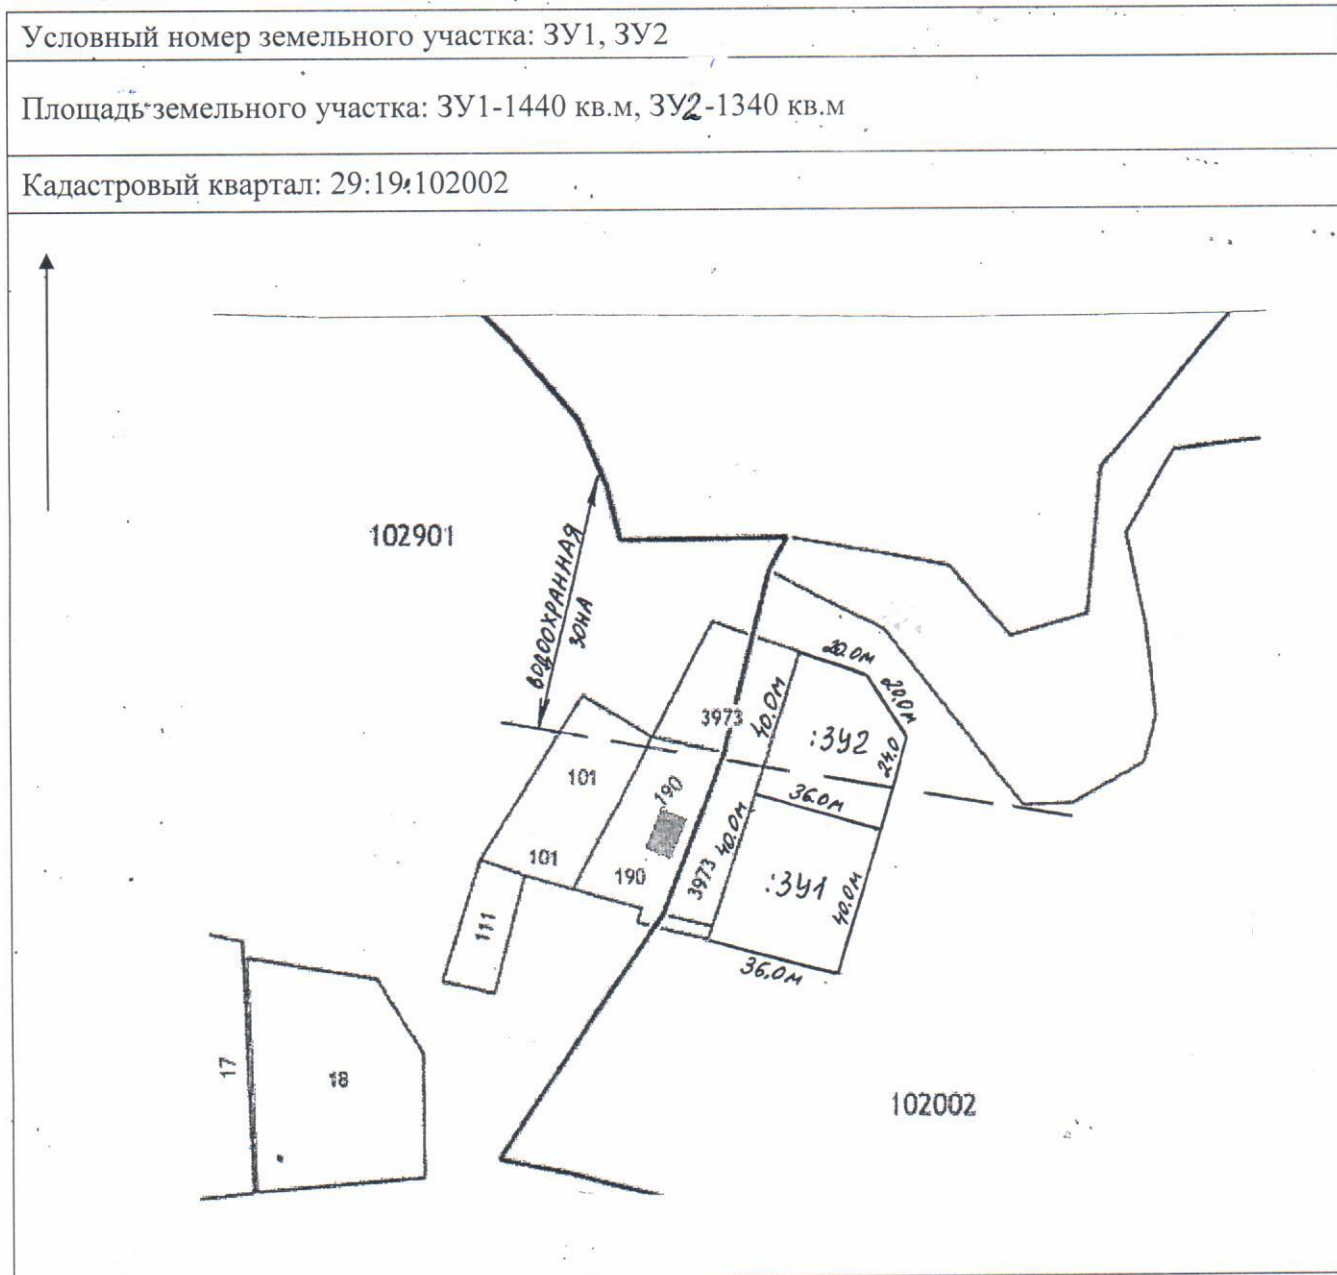 Условный номер земельного участка: ЗУ1, ЗУ2
Площадь земельного участка: ЗУ1-1440 кв.м, ЗУ2-1340 кв.м
Кадастровый квартал: 29:19:102002
102901
ВОДООХРАННАЯ
ЗОНА
20.0м
20.0м
3973
40.0м
:ЗУ2
24.0
101
190
36.0м
40.0м
101
190
3973
:ЗУ1
40.0м
111
36.0м
17
18
102002